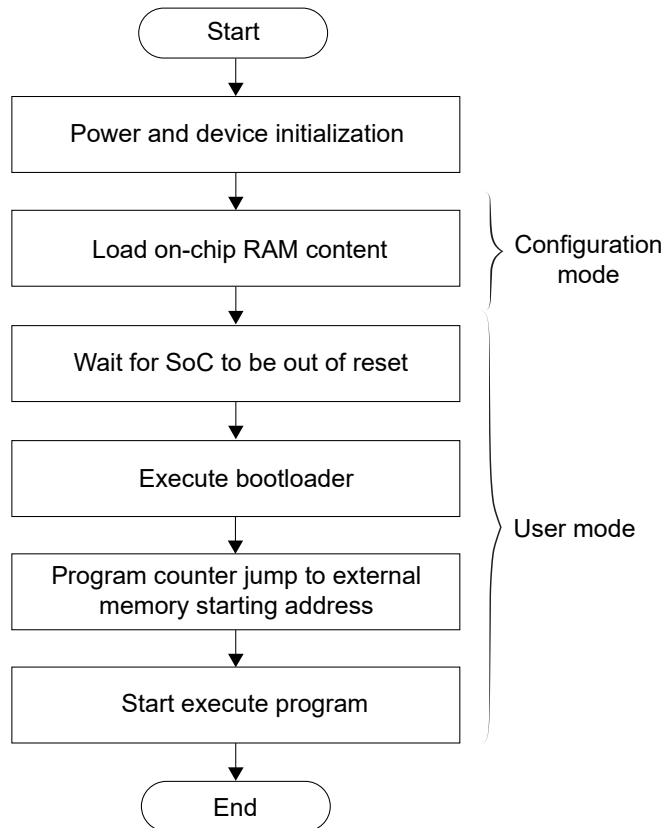 Start
Power and device initialization
Load on-chip RAM content
Configuration
mode
Wait for SoC to be out of reset
Execute bootloader
User mode
Program counter jump to external
memory starting address
Start execute program
End